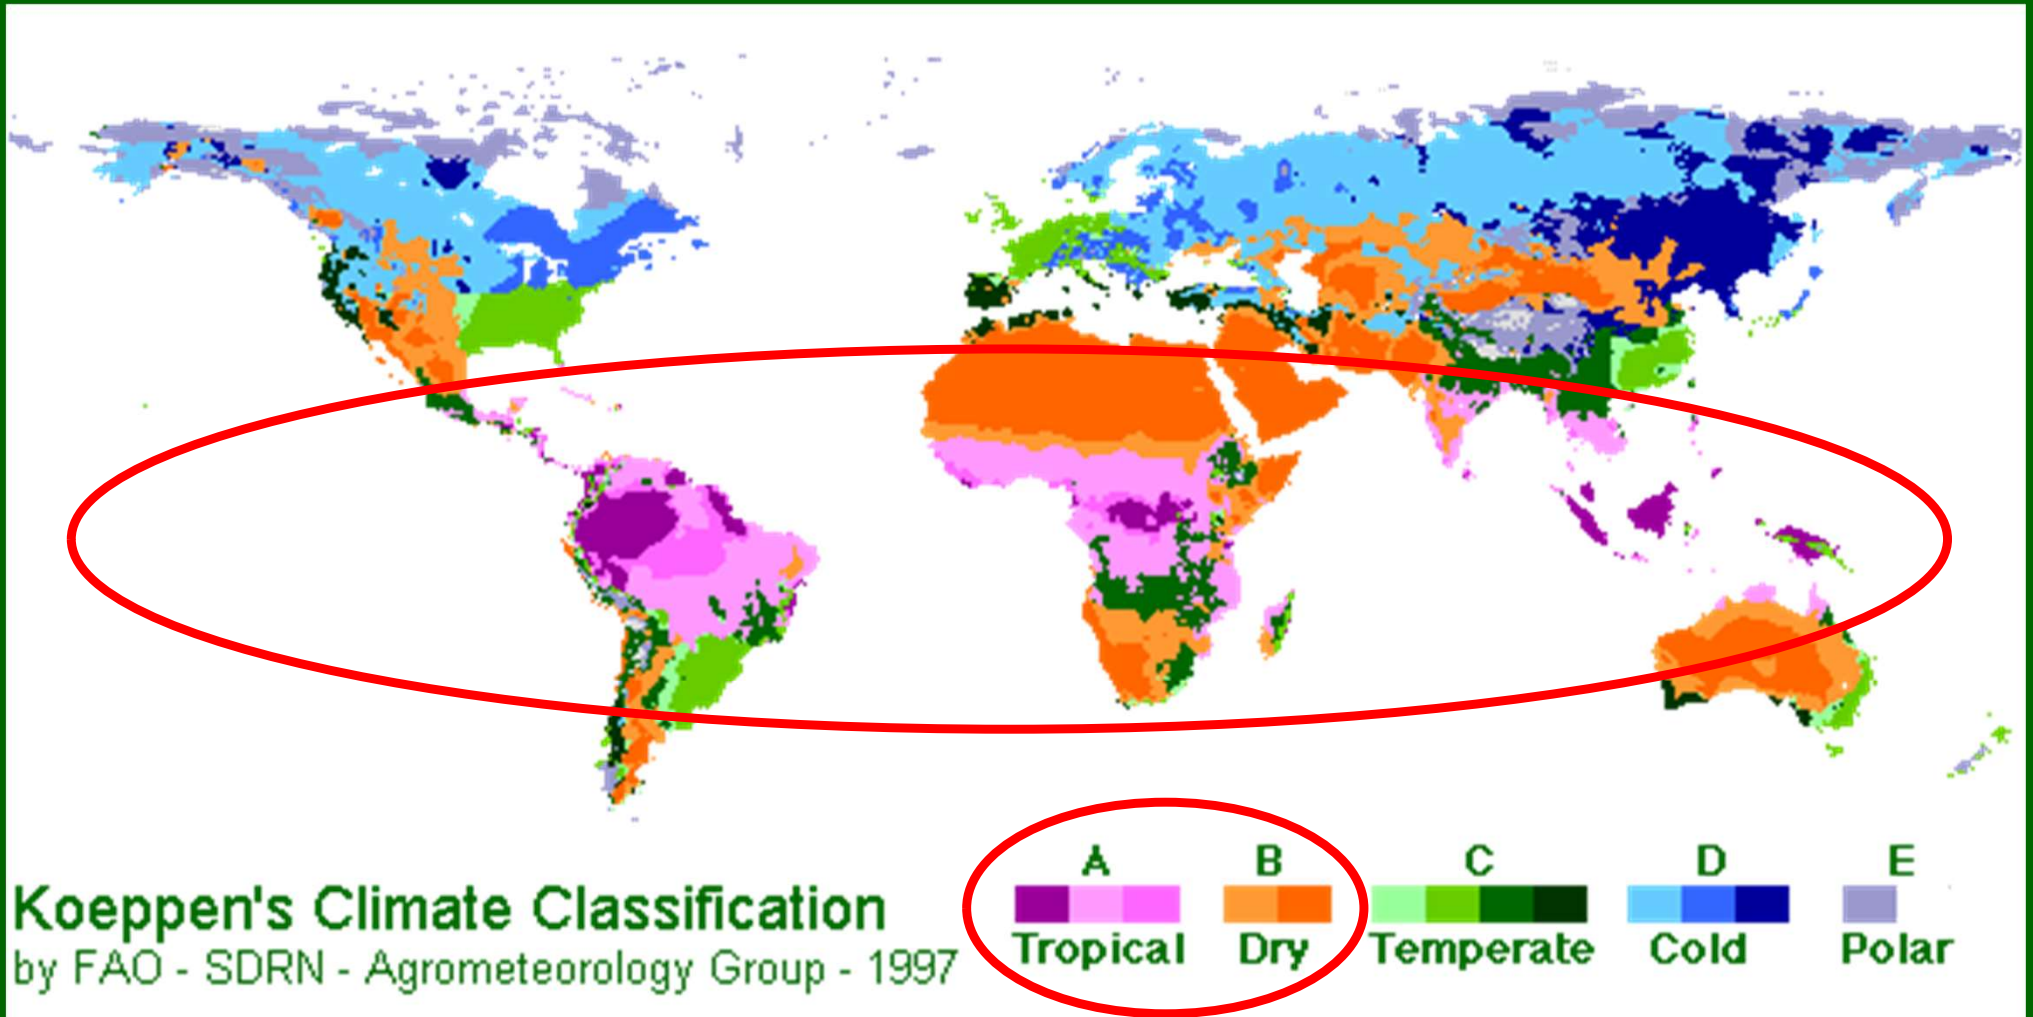 A B C D E
Koeppen's Climate Classification
Tropical Dry Temperate Cold Polar
by FAO - SDRN - Agrometeorology Group - 1997